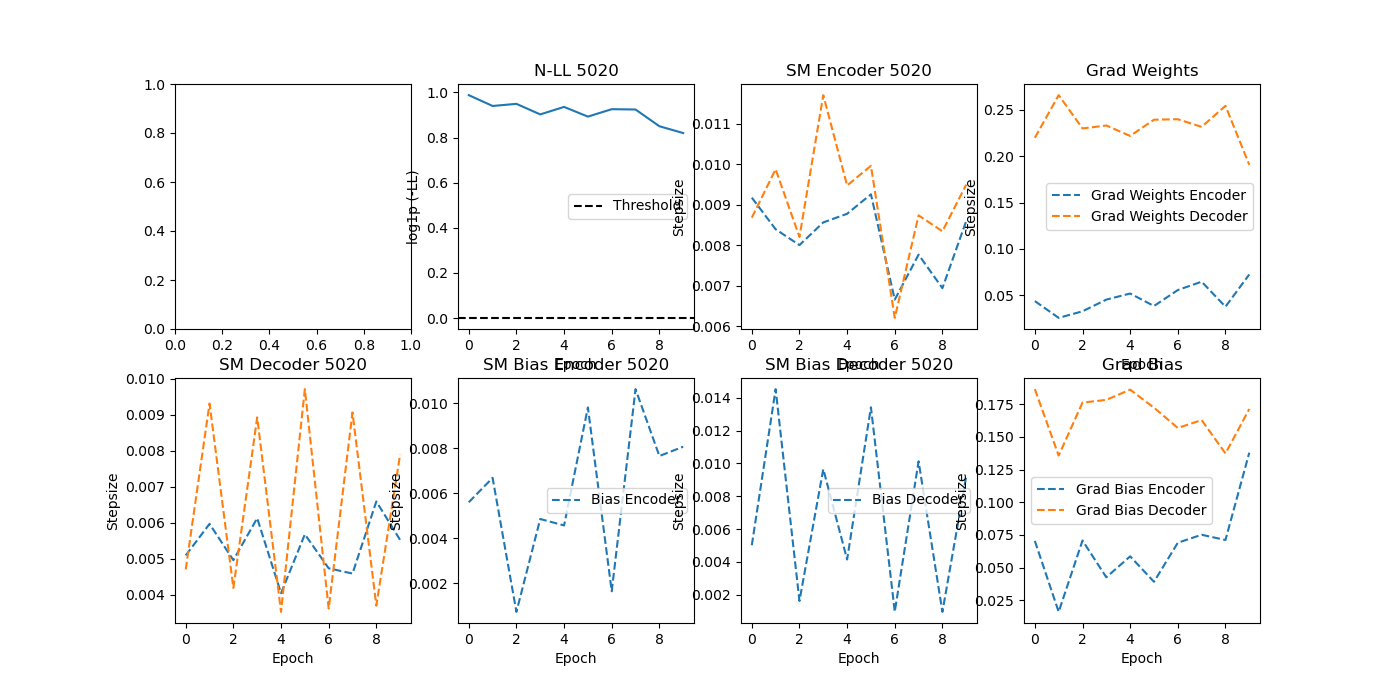 N-LL 5020
SM Encoder 5020
Grad Weights
1.0
0.8
0.6
0.4
0.2
0.0
0.0 0.2 0.4 0.6 0.8 1.0
log1p (-LL)
1.0
0.8
0.6
0.4
0.2
0.0
Threshold
0 2 4 6 8
Epoch
Stepsize
0.011
0.010
0.009
0.008
0.007
0.006
0 2 4 6 8
Epoch
Stepsize
0.25
0.20
0.15
0.10
0.05
Grad Weights Encoder
Grad Weights Decoder
0 2 4 6 8
Epoch
SM Decoder 5020
SM Bias Encoder 5020
SM Bias Decoder 5020
Grad Bias
Stepsize
0.010
0.009
0.008
0.007
0.006
0.005
0.004
0 2 4 6 8
Epoch
Stepsize
0.010
0.008
0.006
0.004
0.002
Bias Encoder
0 2 4 6 8
Epoch
Stepsize
0.014
0.012
0.010
0.008
0.006
0.004
0.002
Bias Decoder
0 2 4 6 8
Epoch
Stepsize
0.175
0.150
0.125
0.100
0.075
0.050
0.025
Grad Bias Encoder
Grad Bias Decoder
0 2 4 6 8
Epoch